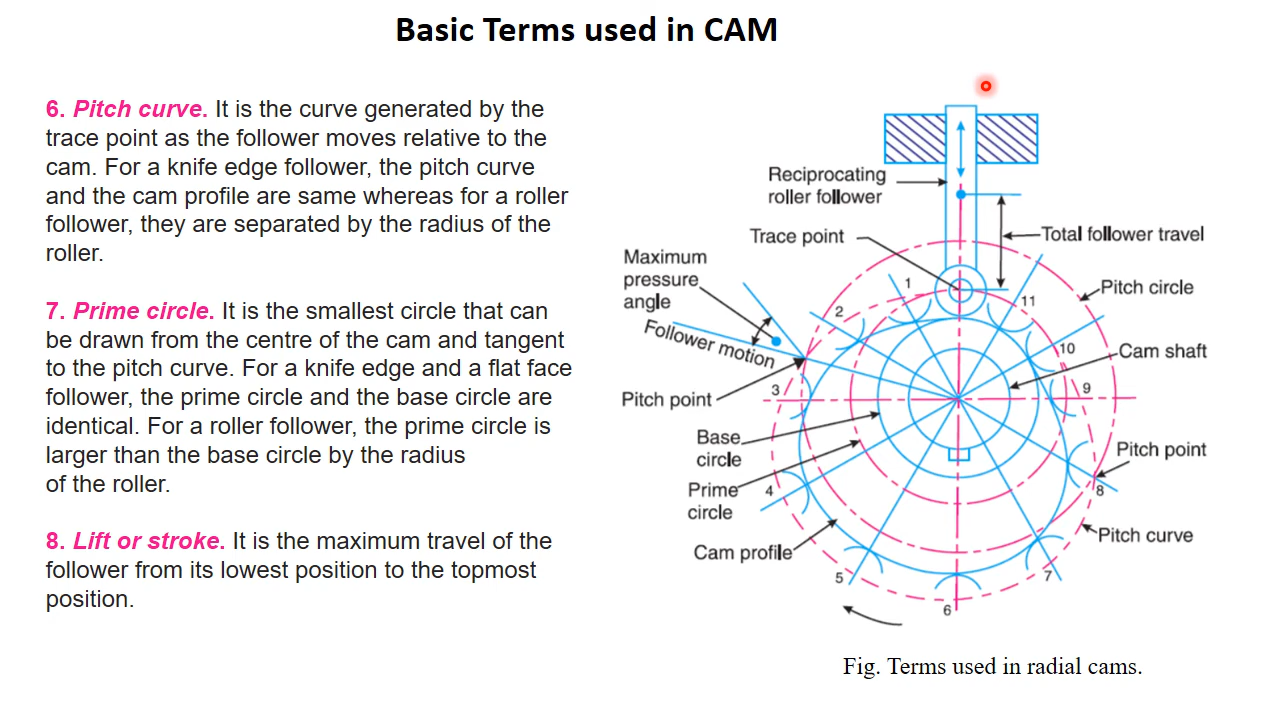 Basic Terms used in CAM
6. Pitch curve. It is the curve generated by the
trace point as the follower moves relative to the
cam. For a knife edge follower, the pitch curve
and the cam profile are same whereas for a roller
follower, they are separated by the radius of the
roller.
7. Prime circle. It is the smallest circle that can
be drawn from the centre of the cam and tangent
to the pitch curve. For a knife edge and a flat face
follower, the prime circle and the base circle are
identical. For a roller follower, the prime circle is
larger than the base circle by the radius
of the roller.
8. Lift or stroke. It is the maximum travel of the
follower from its lowest position to the topmost
position.
Reciprocating
roller follower
Trace point
Total follower travel
Maximum
pressure
angle
Follower motion
Pitch circle
Cam shaft
Pitch point
Base
circle
Prime
circle
Cam profile
Pitch point
Pitch curve
1
2
3
4
5
6
7
8
9
10
11
Fig. Terms used in radial cams.